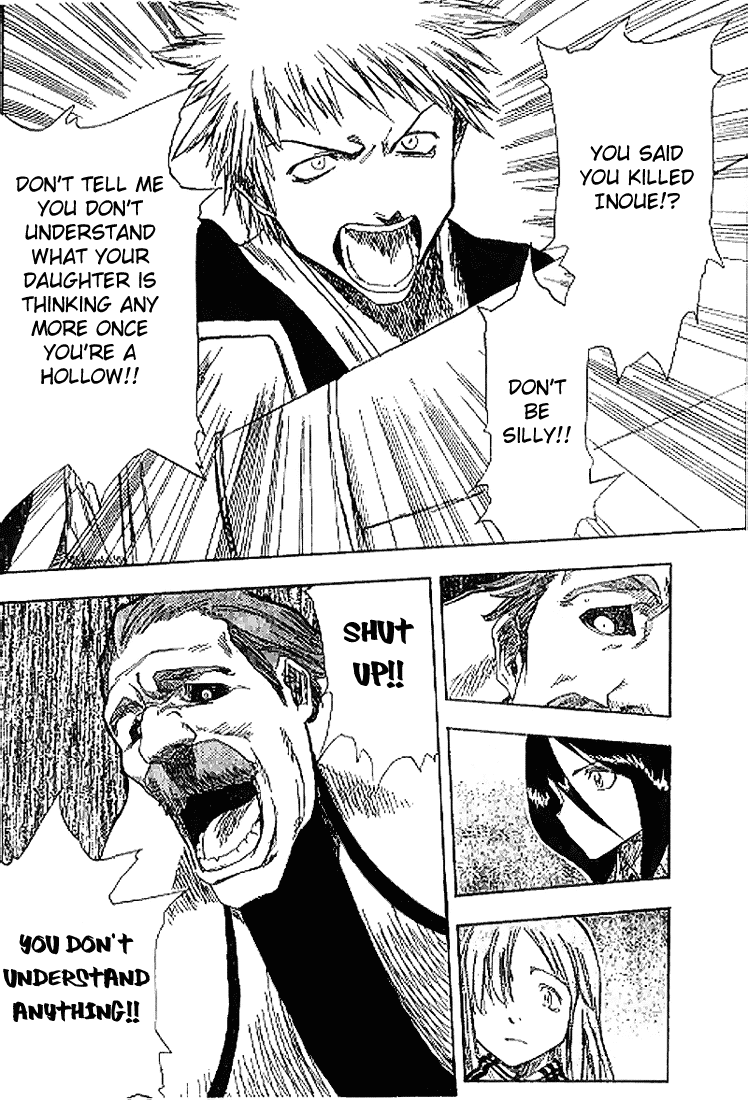 YOU SAID
YOU KILLED
INOUE!?
DON'T
BE
SILLY!!
DON'T TELL ME
YOU DON'T
UNDERSTAND
WHAT YOUR
DAUGHTER IS
THINKING ANY
MORE ONCE
YOU'RE A
HOLLOW!!
SHUT
UP!!
YOU DON'T
UNDERSTAND
ANYTHING!!